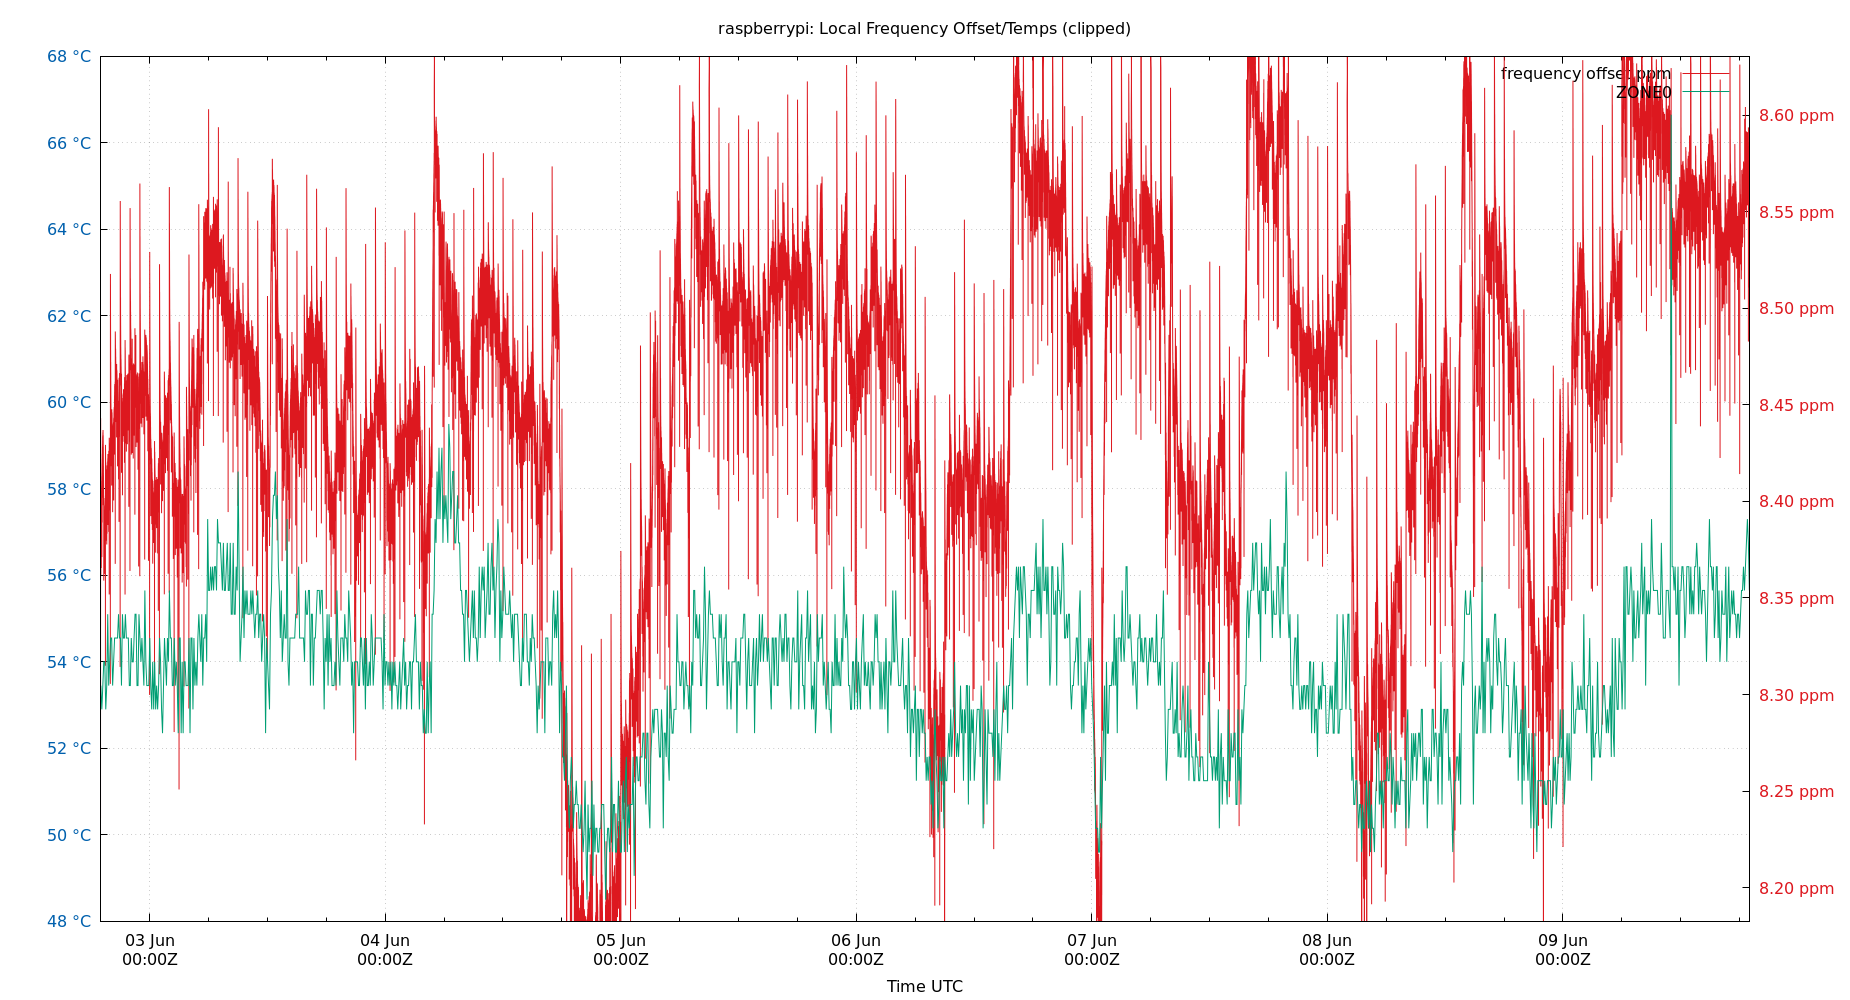 raspberrypi: Local Frequency Offset/Temps (clipped)
68 °C
66 °C
64 °C
62 °C
60 °C
58 °C
56 °C
54 °C
52 °C
50 °C
48 °C
frequency offset ppm
ZONE0
8.60 ppm
8.55 ppm
8.50 ppm
8.45 ppm
8.40 ppm
8.35 ppm
8.30 ppm
8.25 ppm
8.20 ppm
03 Jun
00:00Z
04 Jun
00:00Z
05 Jun
00:00Z
06 Jun
00:00Z
07 Jun
00:00Z
08 Jun
00:00Z
09 Jun
00:00Z
Time UTC